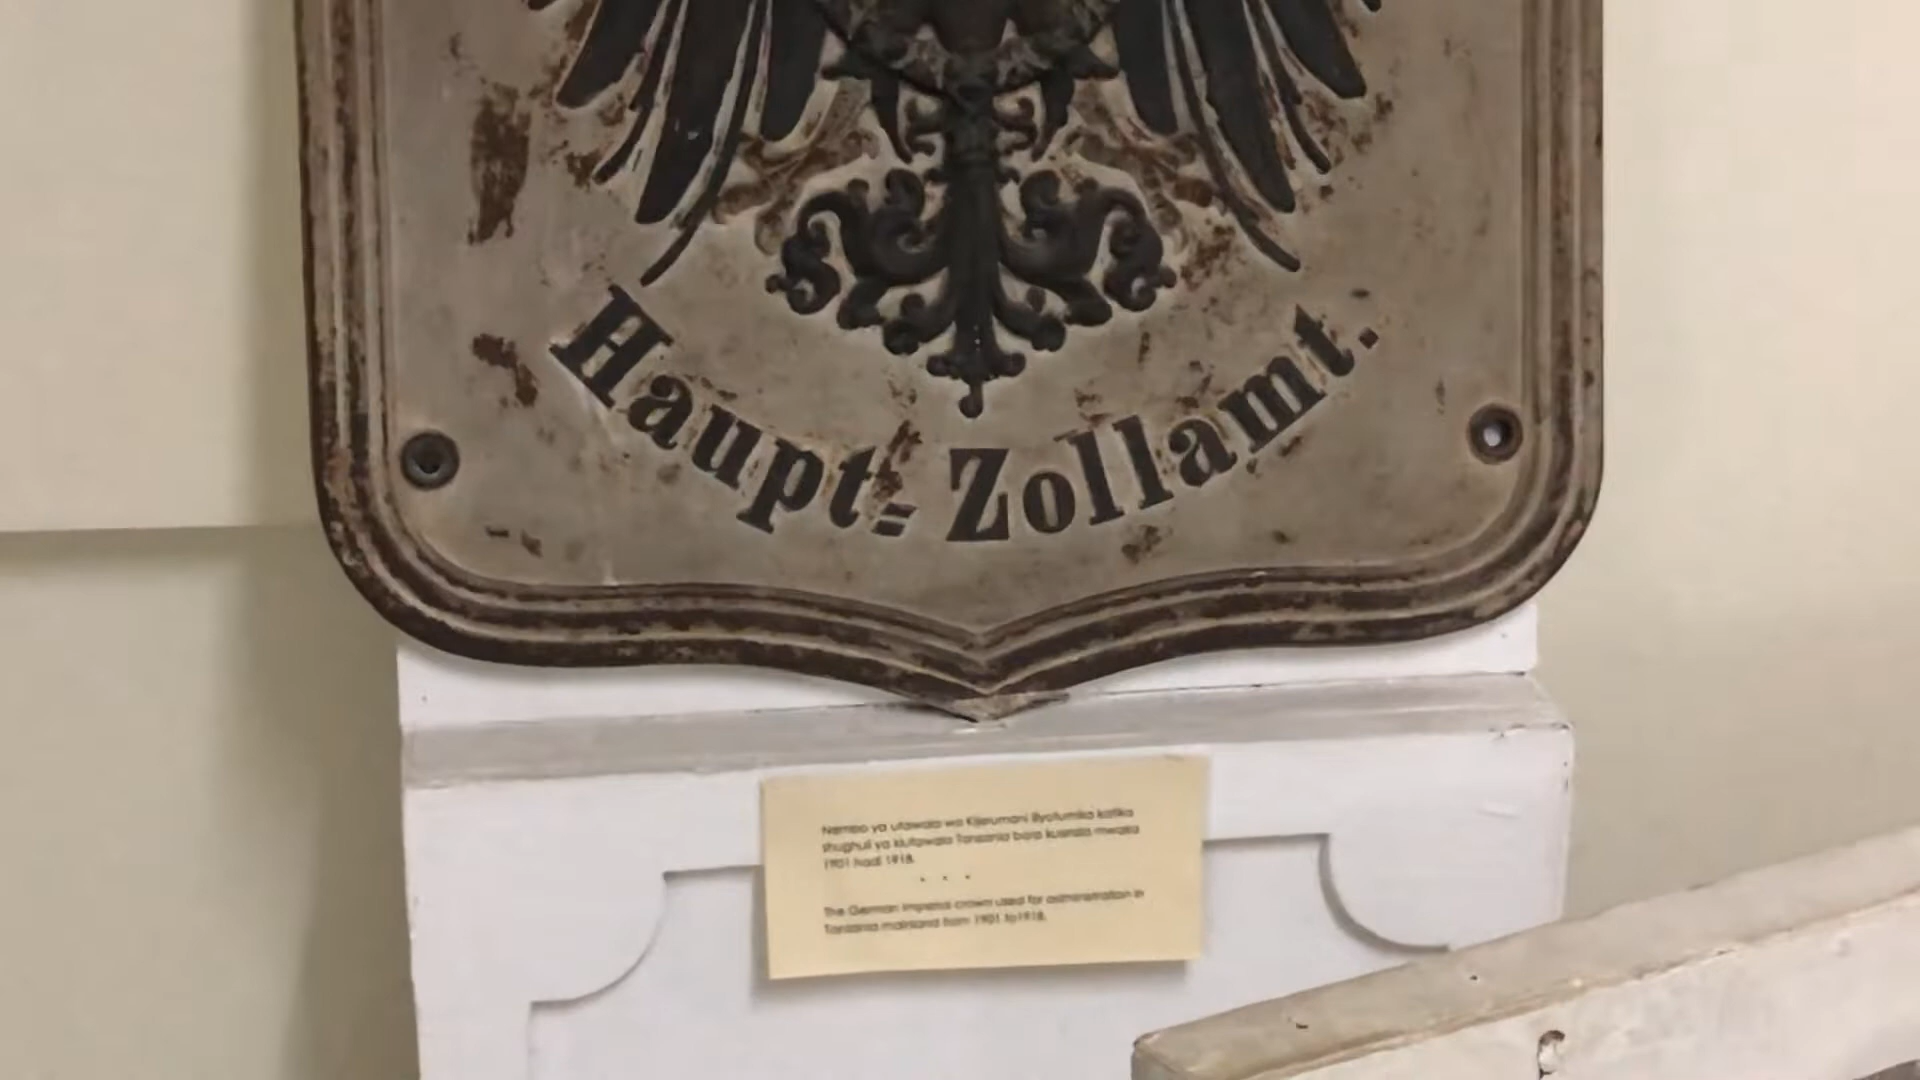 Haupt= Zollamt.
Nembo ya utawala wa Kijerumani iliyotumika katika
shughuli ya kiutawala Tanzania bara kuanzia mwaka
1901 hadi 1918.
* * *
The German Imperial crown used for administration in
Tanzania mainland from 1901 to1918.